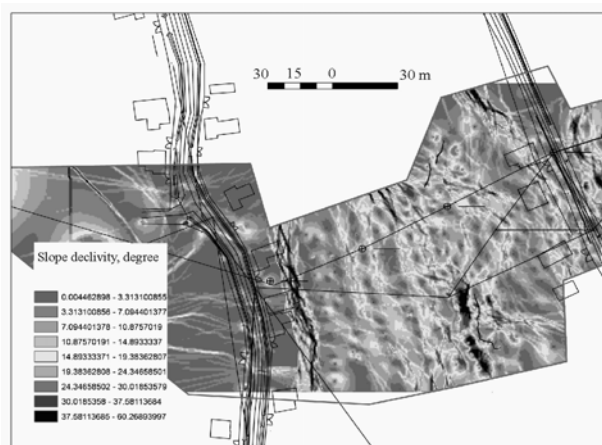 30 15 0 30 m
Slope declivity, degree
0.004462898 - 3.313100855
3.313100856 - 7.094401377
7.094401378 - 10.8757019
10.87570191 - 14.8933337
14.89333371 - 19.38362807
19.38362808 - 24.34658501
24.34658502 - 30.01853579
30.0185358 - 37.58113684
37.58113685 - 60.26893997